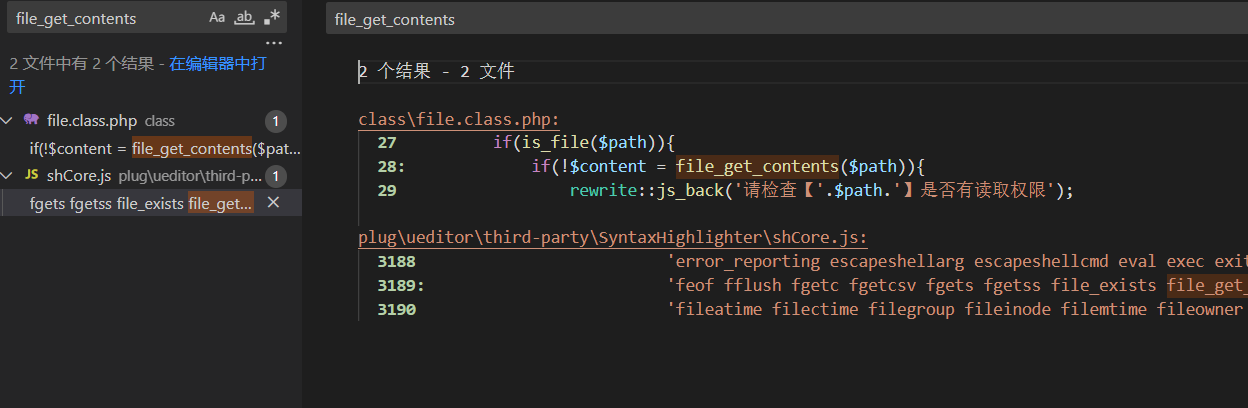 file_get_contents Aa ab
2 文件中有 2 个结果 - 在编辑器中打
开
file.class.php class 1
if(!$content = file_get_contents($pat...
JS shCore.js plug\ueditor\third-p... 1
fgets fgetss file_exists file_get...
file_get_contents
2 个结果 - 2 文件
class\file.class.php:
27 if(is_file($path)){
28: if(!$content = file_get_contents($path)){
29 rewrite::js_back('请检查【'.$path.'】是否有读取权限');
plug\ueditor\third-party\SyntaxHighlighter\shCore.js:
3188 'error_reporting escapeshellarg escapeshellcmd eval exec exit
3189: 'feof fflush fgetc fgetcsv fgets fgetss file_exists file_get_
3190 'fileatime filectime filegroup fileinode filemtime fileowner